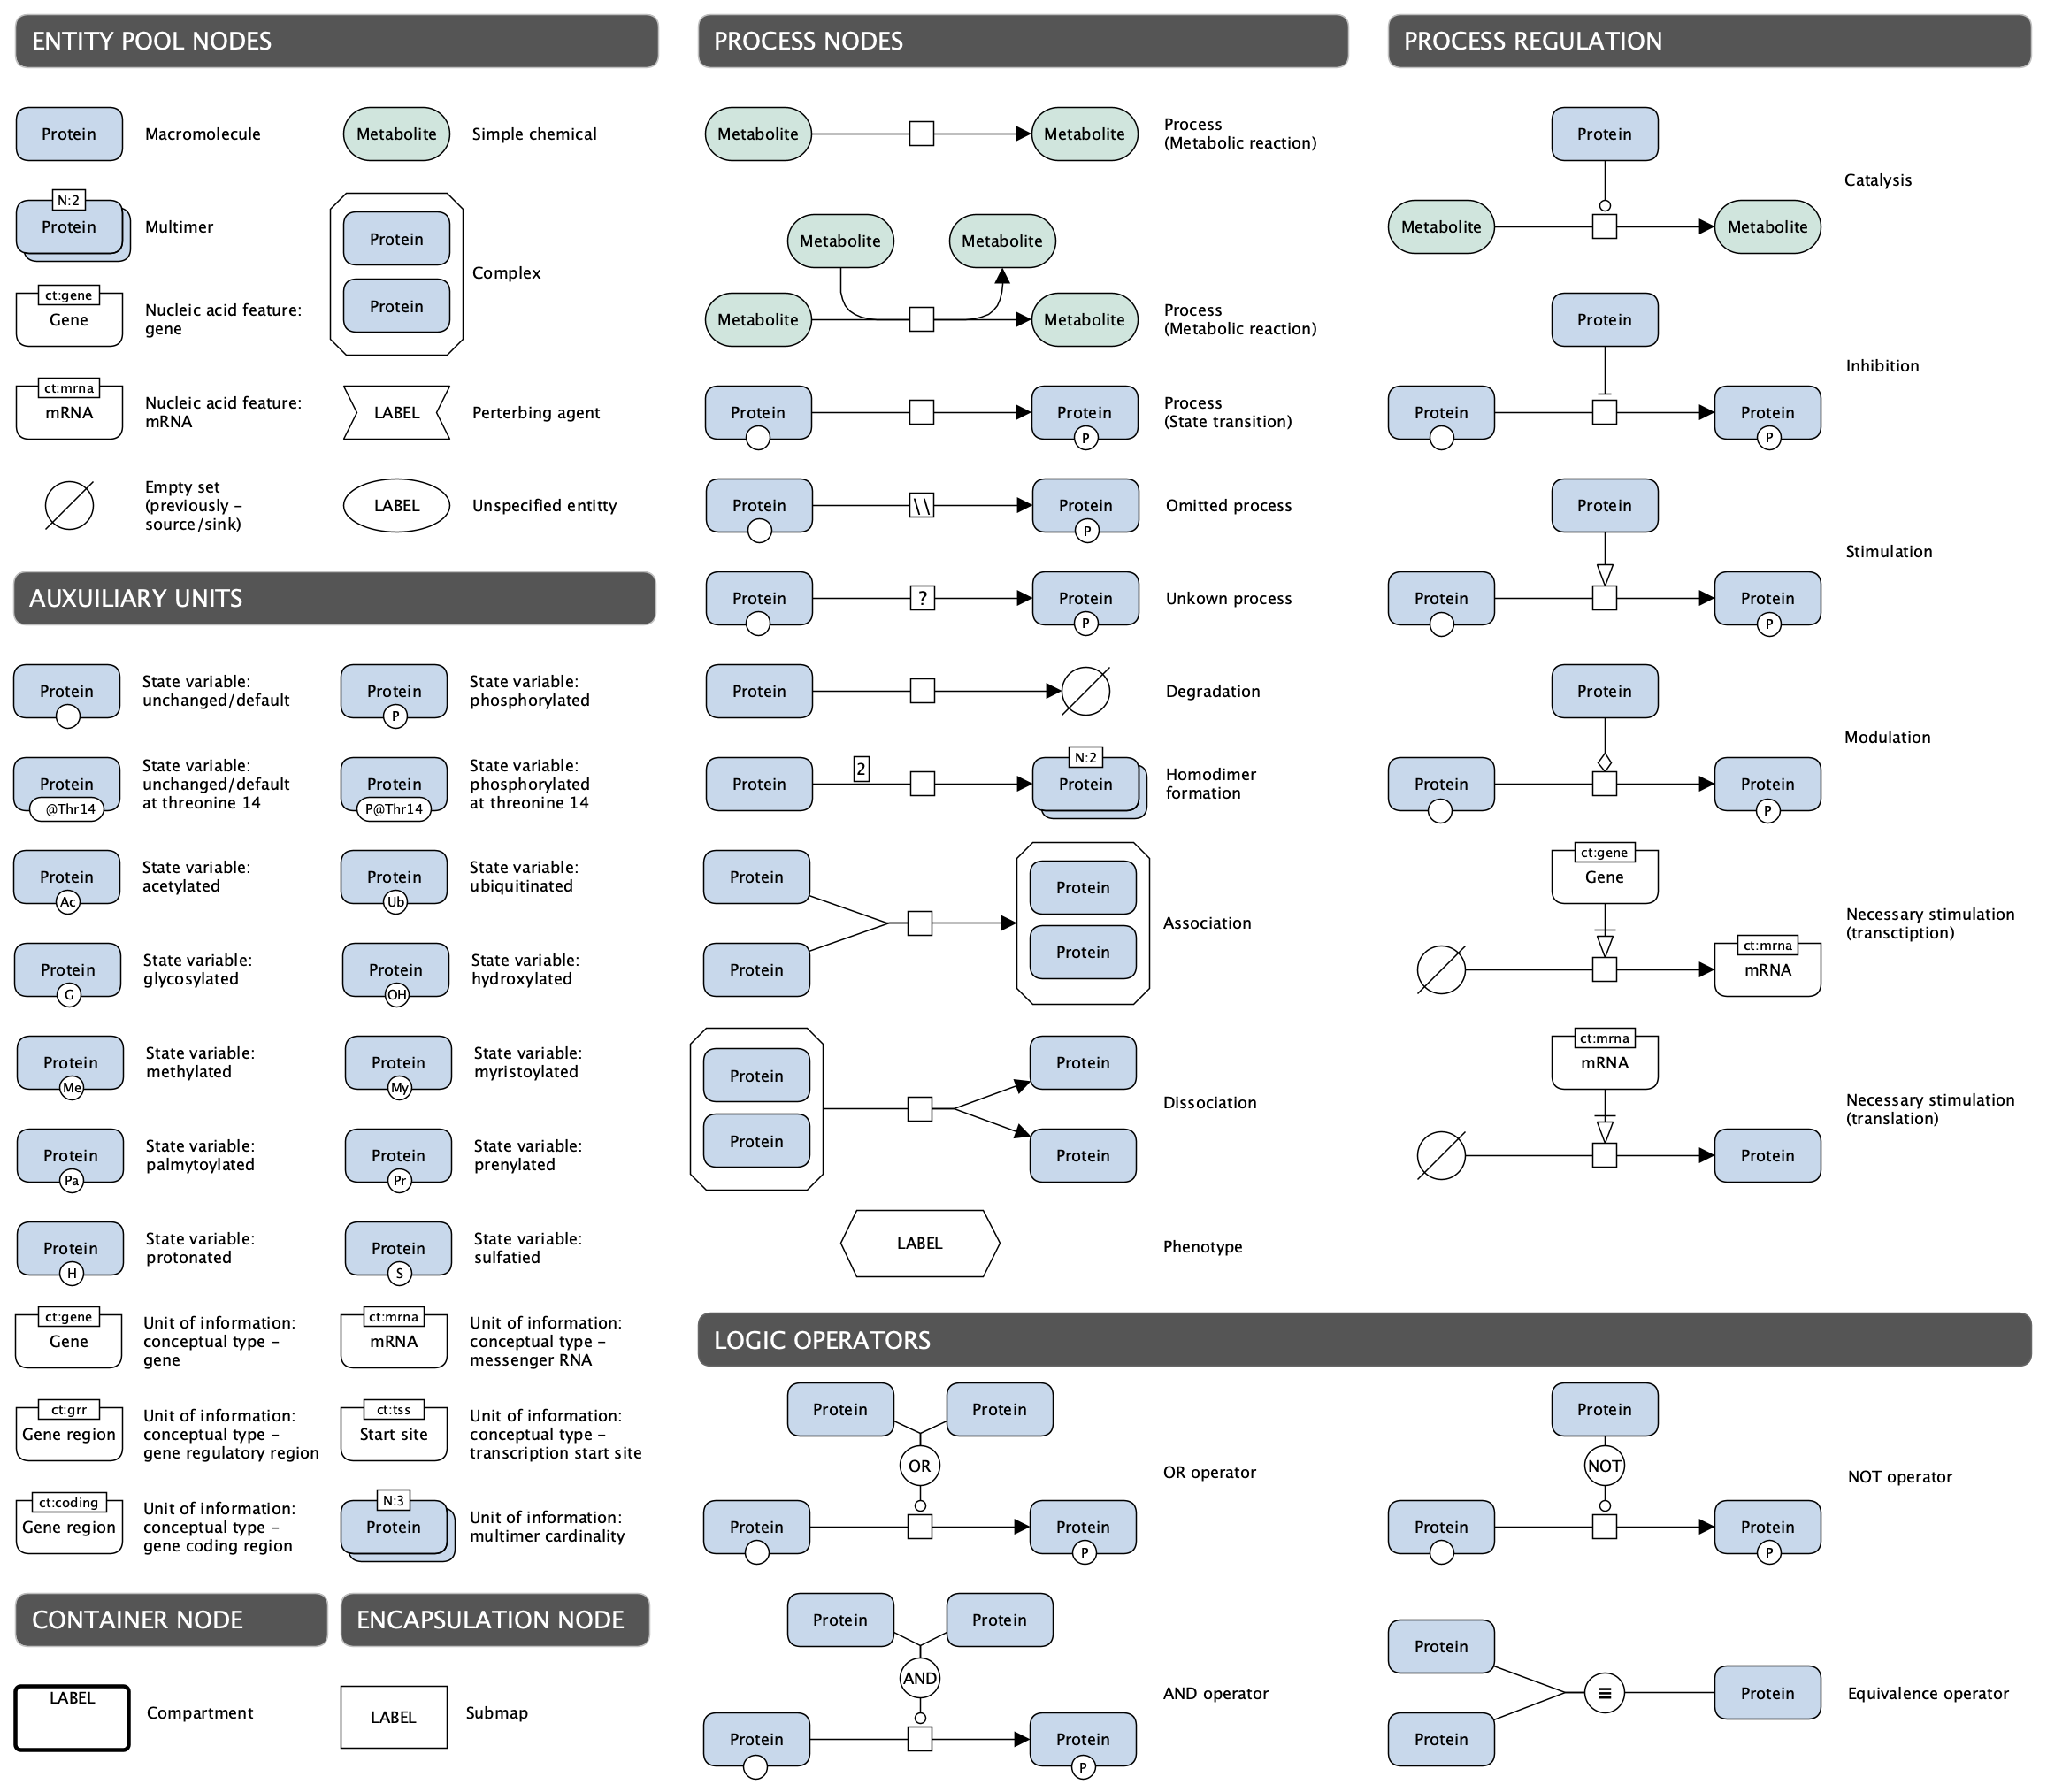 ENTITY POOL NODES
Protein
Macromolecule
Metabolite
Simple chemical
N:2
Protein
Multimer
Protein
Protein
Complex
ct:gene
Gene
Nucleic acid feature:
gene
ct:mrna
mRNA
Nucleic acid feature:
mRNA
LABEL
Perterbing agent
Empty set
(previously –
source/sink)
LABEL
Unspecified entitty
AUXUILIARY UNITS
Protein
State variable:
unchanged/default
Protein
P
State variable:
phosphorylated
Protein
@Thr14
State variable:
unchanged/default
at threonine 14
Protein
P@Thr14
State variable:
phosphorylated
at threonine 14
Protein
Ac
State variable:
acetylated
Protein
Ub
State variable:
ubiquitinated
Protein
G
State variable:
glycosylated
Protein
OH
State variable:
hydroxylated
Protein
Me
State variable:
methylated
Protein
My
State variable:
myristoylated
Protein
Pa
State variable:
palmytoylated
Protein
Pr
State variable:
prenylated
Protein
H
State variable:
protonated
Protein
S
State variable:
sulfatied
ct:gene
Gene
Unit of information:
conceptual type –
gene
ct:mrna
mRNA
Unit of information:
conceptual type –
messenger RNA
ct:grr
Gene region
Unit of information:
conceptual type –
gene regulatory region
ct:tss
Start site
Unit of information:
conceptual type –
transcription start site
ct:coding
Gene region
Unit of information:
conceptual type –
gene coding region
N:3
Protein
Unit of information:
multimer cardinality
CONTAINER NODE
LABEL
Compartment
ENCAPSULATION NODE
LABEL
Submap
PROCESS NODES
Metabolite
Metabolite
Process
(Metabolic reaction)
Metabolite
Metabolite
Metabolite
Metabolite
Process
(Metabolic reaction)
Protein
Protein
P
Process
(State transition)
Protein
\\
Protein
P
Omitted process
Protein
?
Protein
P
Unkown process
Protein
Degradation
Protein
2
N:2
Protein
Homodimer
formation
Protein
Protein
Protein
Protein
Association
Protein
Protein
Protein
Protein
Dissociation
LABEL
Phenotype
PROCESS REGULATION
Protein
Metabolite
Metabolite
Catalysis
Protein
Protein
Protein
P
Inhibition
Protein
Protein
Protein
P
Stimulation
Protein
Protein
Protein
P
Modulation
ct:gene
Gene
ct:mrna
mRNA
Necessary stimulation
(transctiption)
ct:mrna
mRNA
Protein
Necessary stimulation
(translation)
LOGIC OPERATORS
Protein
Protein
OR
Protein
Protein
P
OR operator
Protein
NOT
Protein
Protein
P
NOT operator
Protein
Protein
AND
Protein
Protein
P
AND operator
Protein
Protein
≡
Protein
Equivalence operator